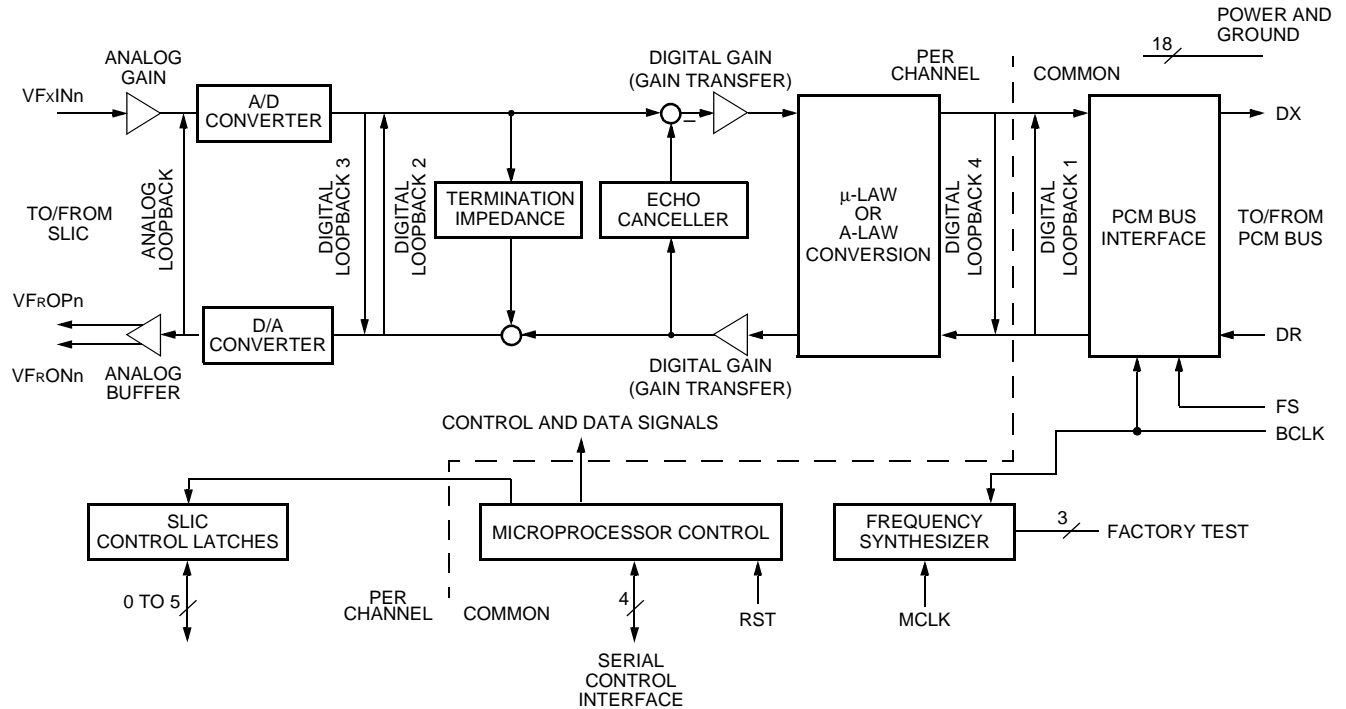 POWER AND
GROUND
18
ANALOG
GAIN
DIGITAL GAIN
(GAIN TRANSFER)
PER
CHANNEL
COMMON
VFXINn
A/D
CONVERTER
–
DX
ANALOG
LOOPBACK
DIGITAL
LOOPBACK 3
DIGITAL
LOOPBACK 2
TERMINATION
IMPEDANCE
ECHO
CANCELLER
μ-LAW
OR
A-LAW
CONVERSION
DIGITAL
LOOPBACK 4
DIGITAL
LOOPBACK 1
PCM BUS
INTERFACE
TO/FROM
SLIC
TO/FROM
PCM BUS
VFROPn
VFRONn
D/A
CONVERTER
ANALOG
BUFFER
DIGITAL GAIN
(GAIN TRANSFER)
DR
FS
BCLK
CONTROL AND DATA SIGNALS
SLIC
CONTROL LATCHES
MICROPROCESSOR CONTROL
FREQUENCY
SYNTHESIZER
3
FACTORY TEST
0 TO 5
PER
CHANNEL
COMMON
4
RST
MCLK
SERIAL
CONTROL
INTERFACE